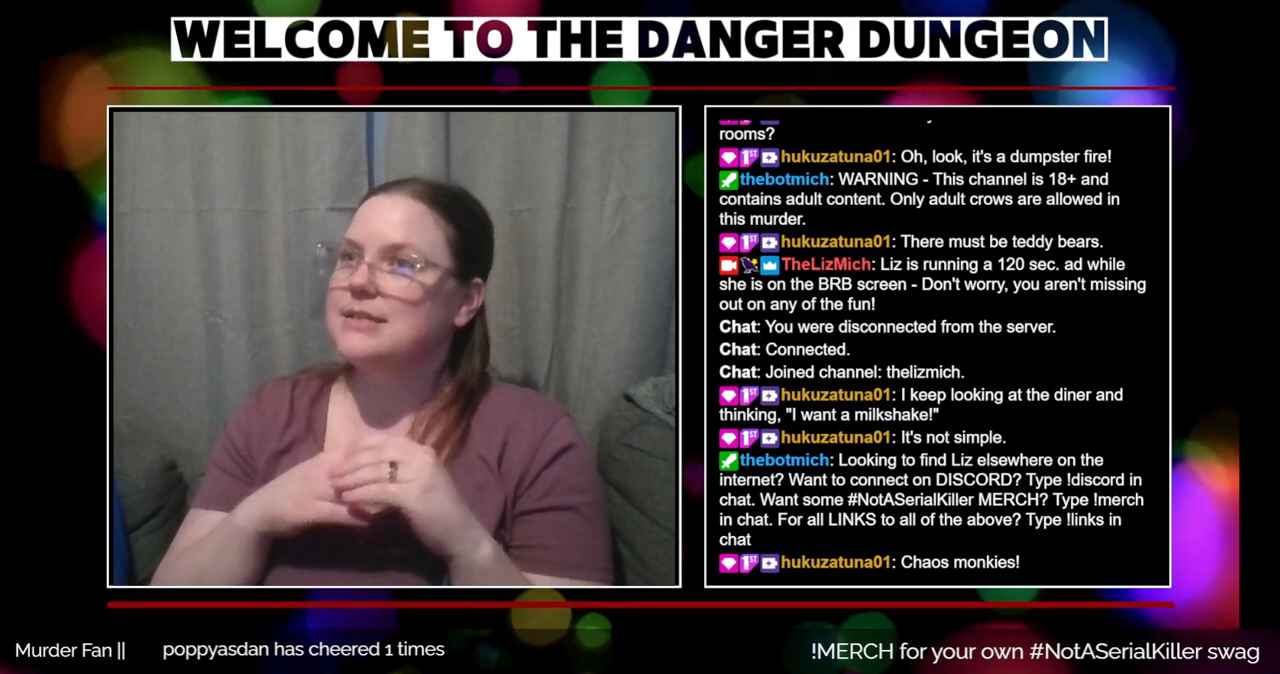 WELCOME TO THE DANGER DUNGEON
rooms?
hukuzatuna01: Oh, look, it's a dumpster fire!
thebotmich: WARNING - This channel is 18+ and
contains adult content. Only adult crows are allowed in
this murder.
hukuzatuna01: There must be teddy bears.
TheLizMich: Liz is running a 120 sec. ad while
she is on the BRB screen - Don't worry, you aren't missing
out on any of the fun!
Chat: You were disconnected from the server.
Chat: Connected.
Chat: Joined channel: thelizmich.
hukuzatuna01: I keep looking at the diner and
thinking, "I want a milkshake!"
hukuzatuna01: It's not simple.
thebotmich: Looking to find Liz elsewhere on the
internet? Want to connect on DISCORD? Type !discord in
chat. Want some #NotASerialKiller MERCH? Type !merch
in chat. For all LINKS to all of the above? Type !links in
chat
hukuzatuna01: Chaos monkies!
Murder Fan || poppyasdan has cheered 1 times
!MERCH for your own #NotASerialKiller swag